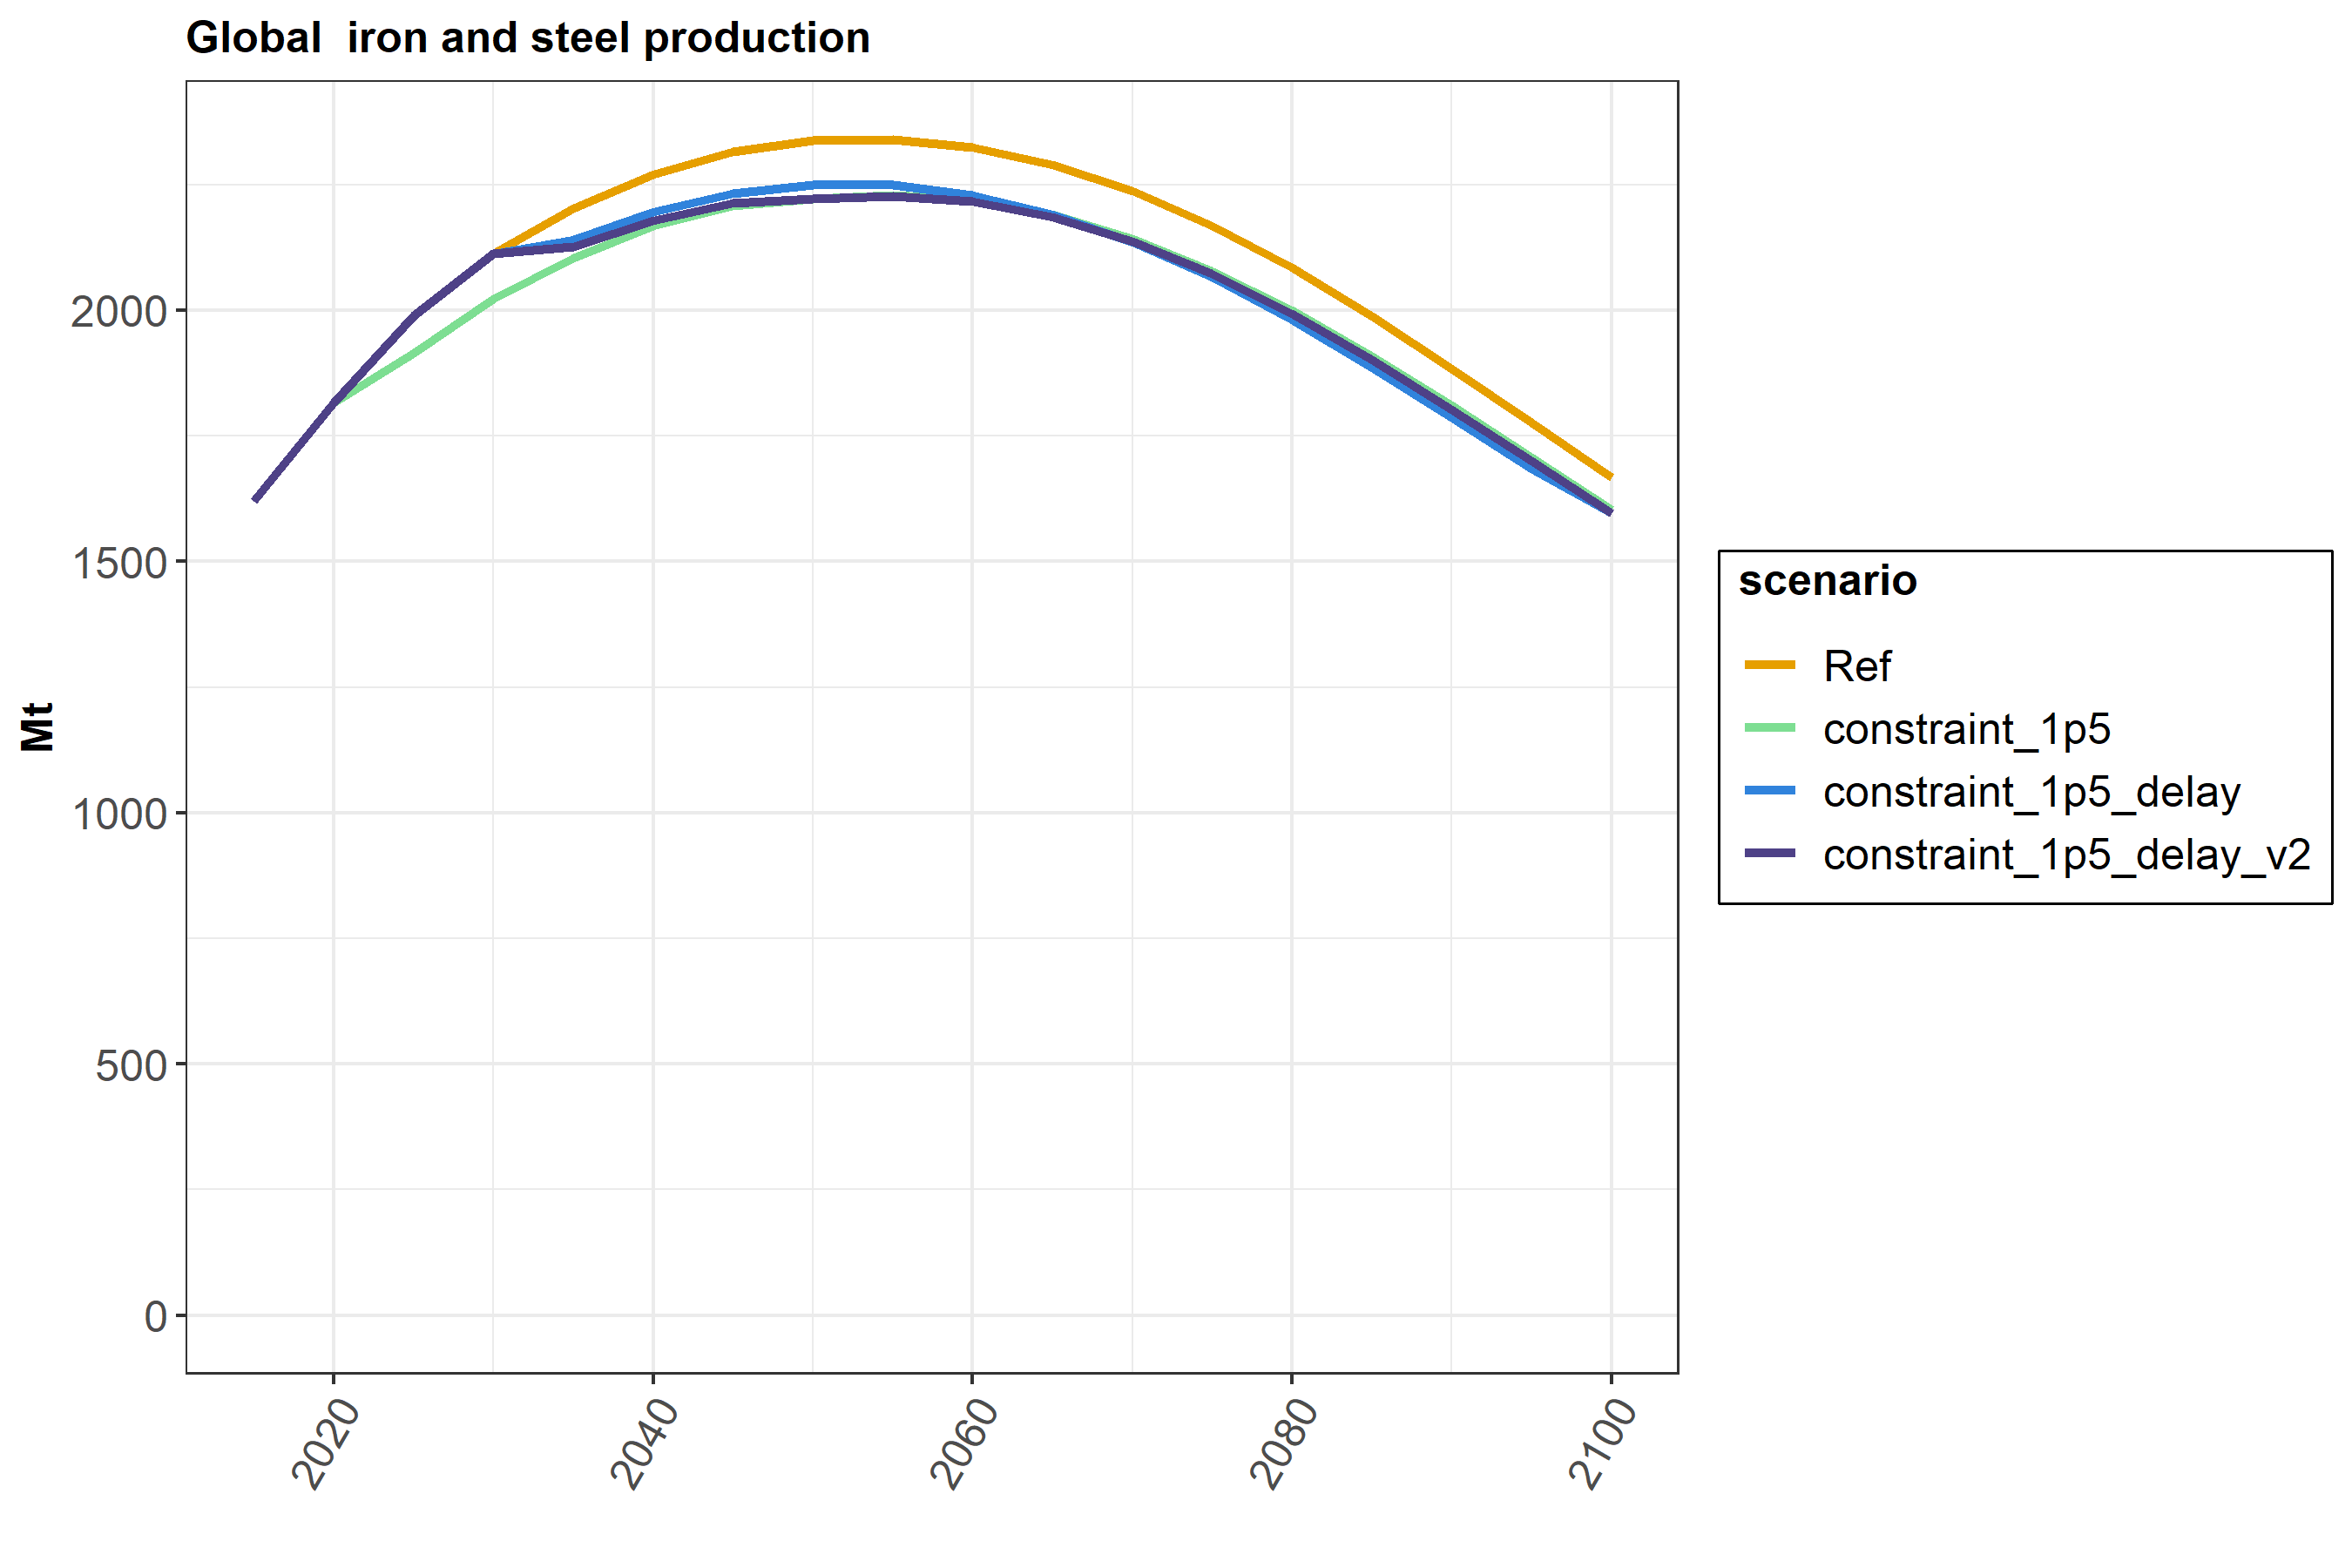 Global  iron and steel production
Mt
2000
1500
1000
500
0
2020
2040
2060
2080
2100
scenario
Ref
constraint_1p5
constraint_1p5_delay
constraint_1p5_delay_v2